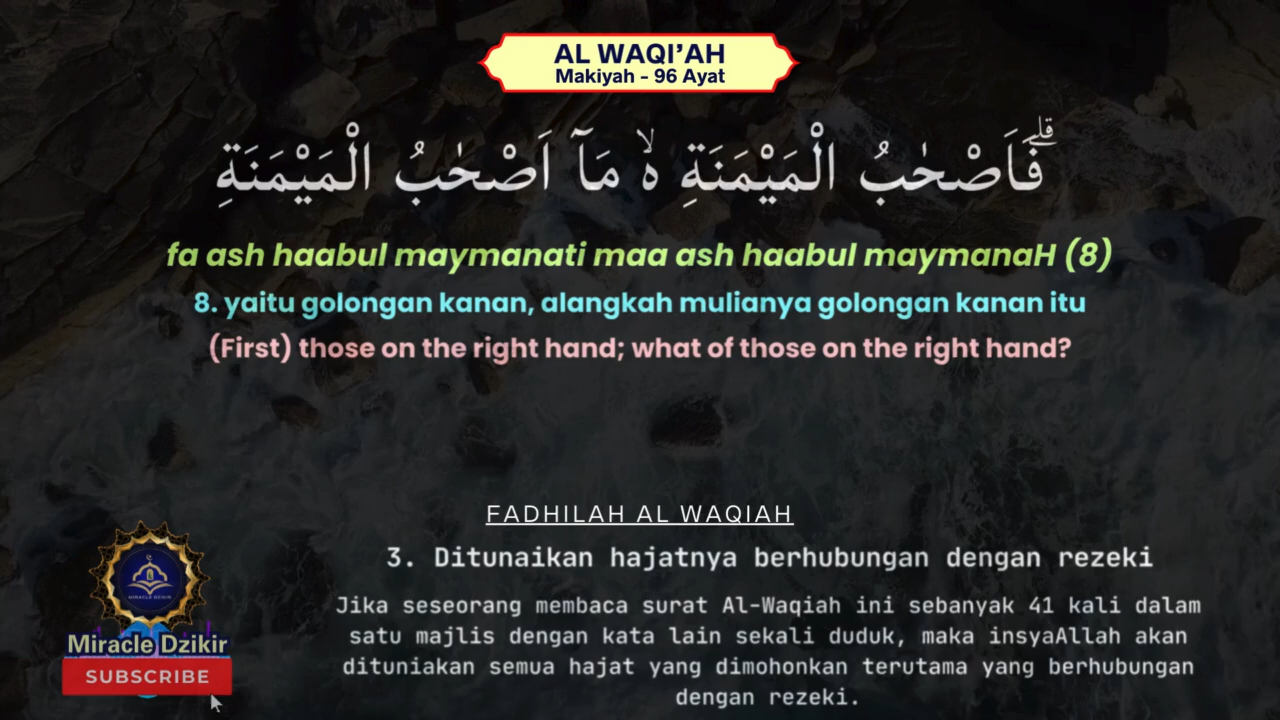 AL WAQI’AH
Makiyah - 96 Ayat
فَاَصْحٰبُ الْمَيْمَنَةِ ەۙ مَآ اَصْحٰبُ الْمَيْمَنَةِۗ
fa ash haabul maymanati maa ash haabul maymanaH (8)
8. yaitu golongan kanan, alangkah mulianya golongan kanan itu
(First) those on the right hand; what of those on the right hand?
FADHILAH AL WAQIAH
3. Ditunaikan hajatnya berhubungan dengan rezeki
Jika seseorang membaca surat Al-Waqiah ini sebanyak 41 kali dalam
satu majlis dengan kata lain sekali duduk, maka insyaAllah akan
dituniakan semua hajat yang dimohonkan terutama yang berhubungan
dengan rezeki.
MIRACLE DZIKIR
Miracle Dzikir
SUBSCRIBE